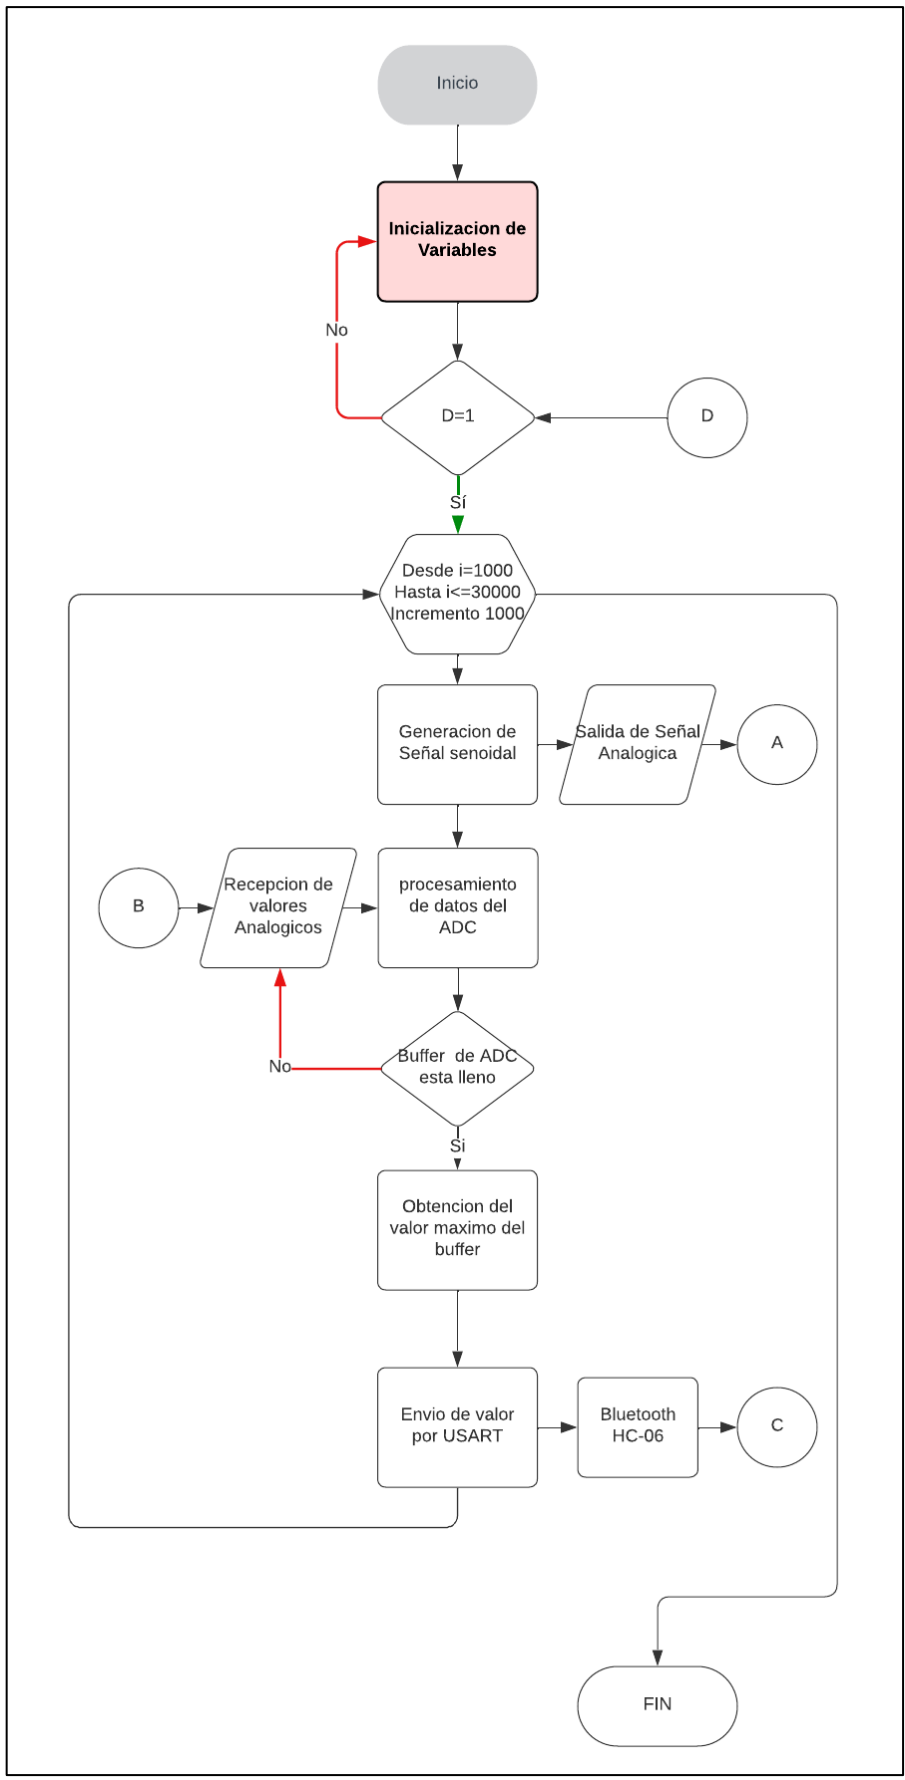 Inicio
Inicializacion de
Variables
No
D=1
D
Sí
Desde i=1000
Hasta i<=30000
Incremento 1000
Generacion de
Señal senoidal
Salida de Señal
Analogica
A
B
Recepcion de
valores
Analogicos
procesamiento
de datos del
ADC
Buffer de ADC
esta lleno
No
Si
Obtencion del
valor maximo del
buffer
Envio de valor
por USART
Bluetooth
HC-06
C
FIN